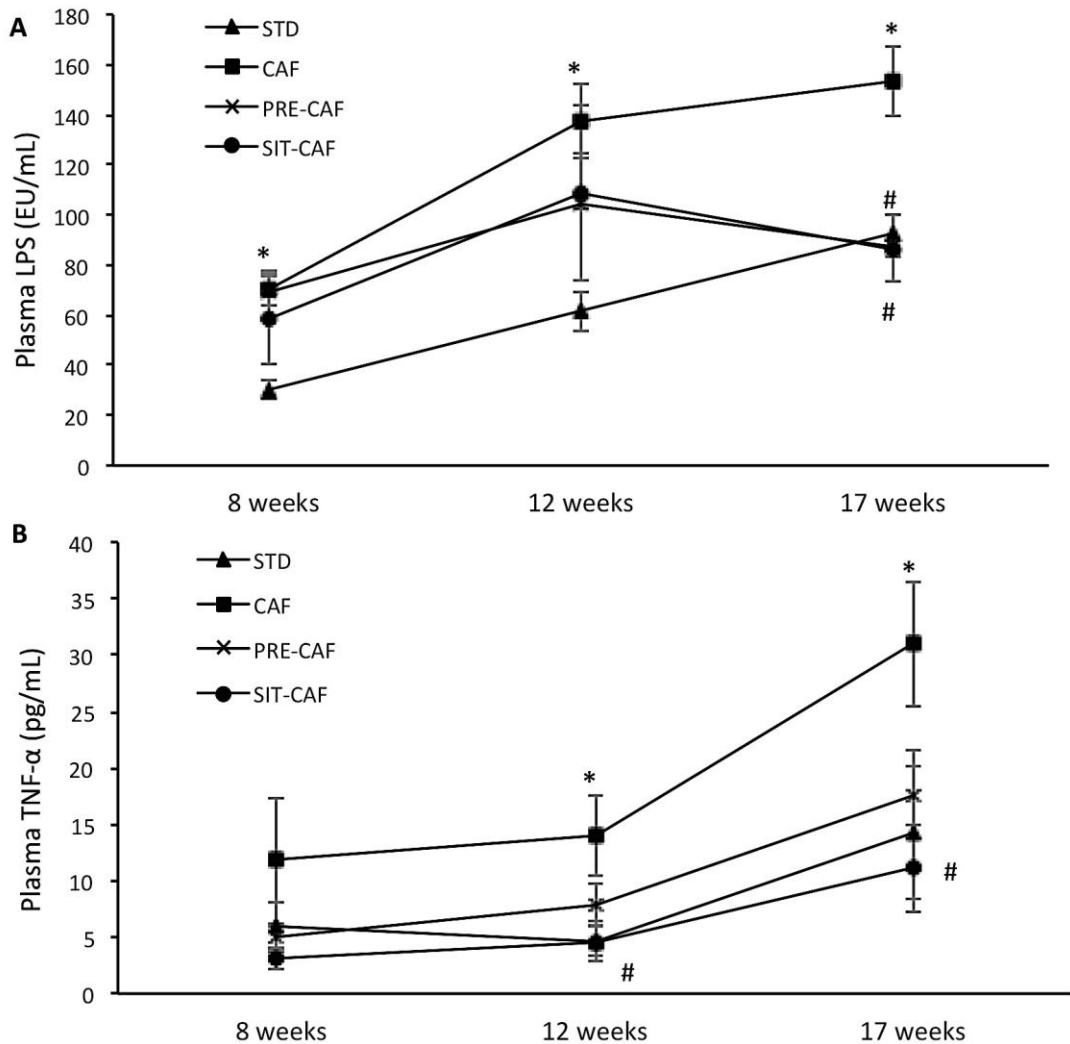 A
Plasma LPS (EU/mL)
180
160
140
120
100
80
60
40
20
0
STD
CAF
PRE-CAF
SIT-CAF
*
*
*
#
#
8 weeks 12 weeks 17 weeks
B
Plasma TNF-α (pg/mL)
40
35
30
25
20
15
10
5
0
STD
CAF
PRE-CAF
SIT-CAF
*
*
#
#
8 weeks 12 weeks 17 weeks